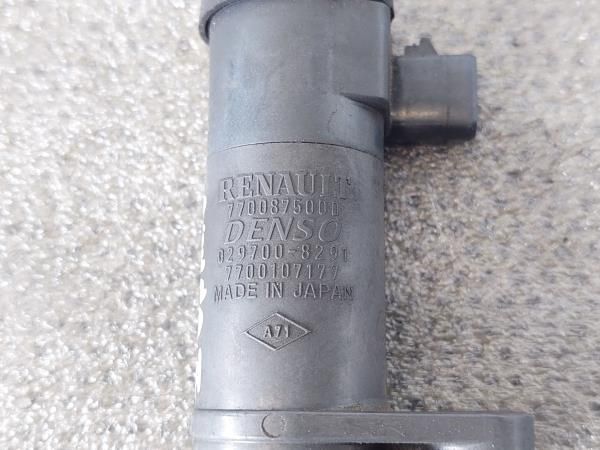 RENAULT
7700875000
DENSO
029700-8291
7700107177
MADE IN JAPAN
A71